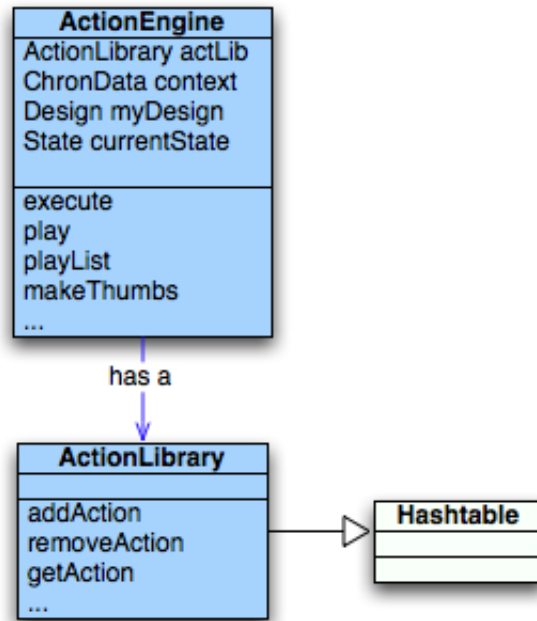 ActionEngine
ActionLibrary actLib
ChronData context
Design myDesign
State currentState
execute
play
playList
makeThumbs
...
has a
ActionLibrary
addAction
removeAction
getAction
...
Hashtable